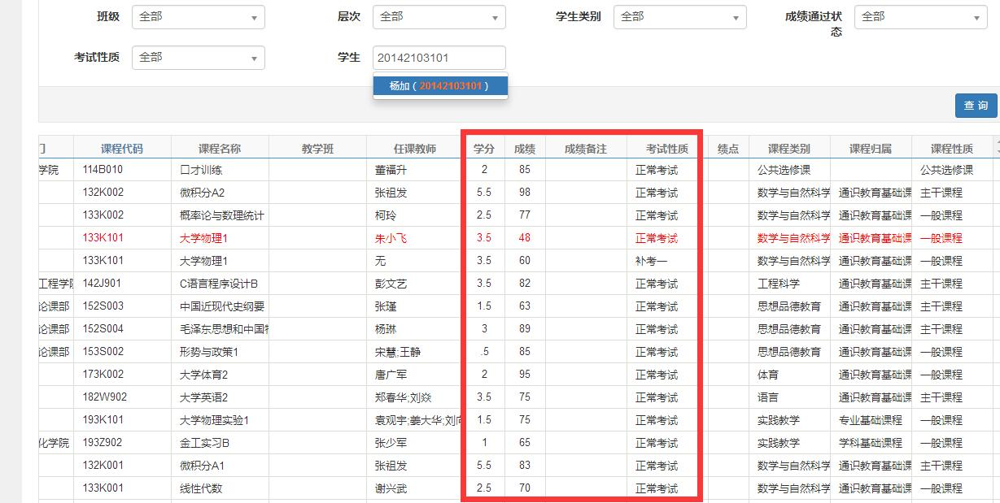 班级 全部 层次 全部 学生类别 全部 成绩通过状态 全部
考试性质 全部 学生 20142103101
杨加 ( 20142103101 )
查 询
门 课程代码 课程名称 教学班 任课教师 学分 成绩 成绩备注 考试性质 绩点 课程类别 课程归属 课程性质
学院 114B010 口才训练 董福升 2 85 正常考试 公共选修课 公共选修课
132K002 微积分A2 张祖发 5.5 98 正常考试 数学与自然科学 通识教育基础课 主干课程
133K002 概率论与数理统计 柯玲 2.5 77 正常考试 数学与自然科学 通识教育基础课 一般课程
133K101 大学物理1 朱小飞 3.5 48 正常考试 数学与自然科学 通识教育基础课 一般课程
133K101 大学物理1 无 3.5 60 补考一 数学与自然科学 通识教育基础课 一般课程
工程学院 142J901 C语言程序设计B 彭文艺 3.5 82 正常考试 工程科学 通识教育基础课 主干课程
论课部 152S003 中国近现代史纲要 张瑾 1.5 63 正常考试 思想品德教育 通识教育基础课 主干课程
论课部 152S004 毛泽东思想和中国特 杨琳 3 89 正常考试 思想品德教育 通识教育基础课 主干课程
论课部 153S002 形势与政策1 宋慧;王静 .5 85 正常考试 思想品德教育 通识教育基础课 一般课程
173K002 大学体育2 唐广军 2 95 正常考试 体育 通识教育基础课 一般课程
182W902 大学英语2 郑春华;刘焱 3.5 75 正常考试 语言 通识教育基础课 主干课程
193K101 大学物理实验1 袁观宇;姜大华;刘向 1.5 75 正常考试 实践教学 专业基础课程 一般课程
化学院 193Z902 金工实习B 张少军 1 65 正常考试 实践教学 学科基础课程 一般课程
132K001 微积分A1 张祖发 5.5 83 正常考试 数学与自然科学 通识教育基础课 主干课程
133K001 线性代数 谢兴武 2.5 70 正常考试 数学与自然科学 通识教育基础课 一般课程